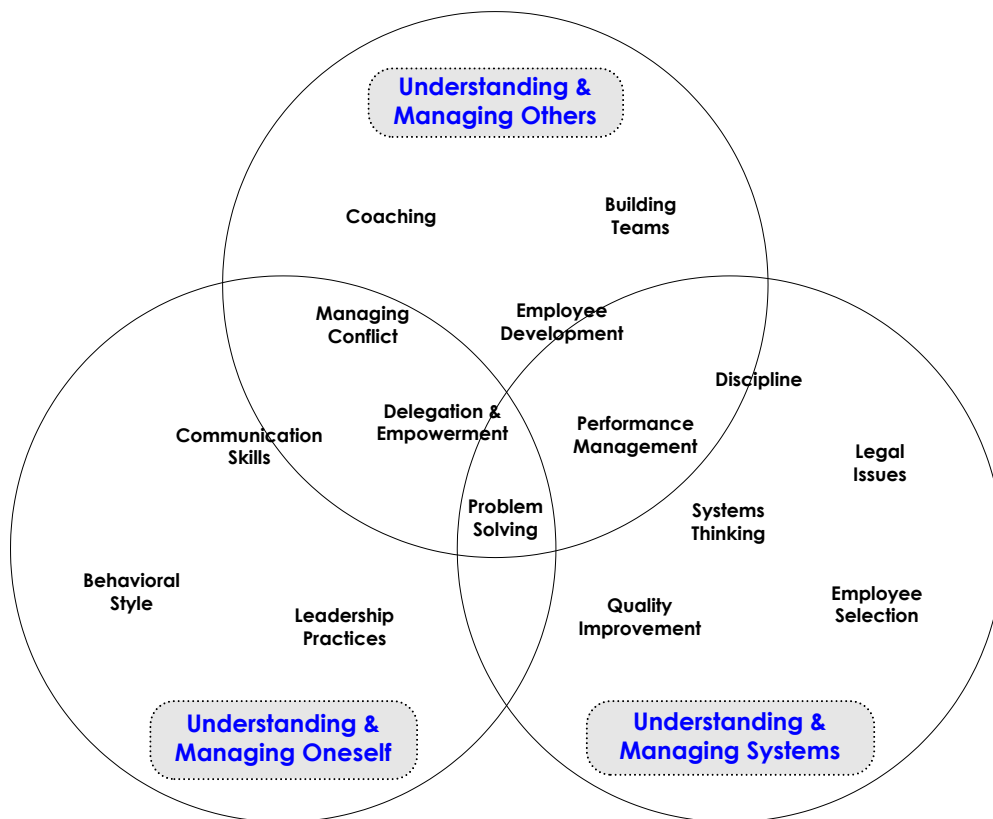 Understanding &
Managing Others
Coaching
Building
Teams
Managing
Conflict
Employee
Development
Discipline
Delegation &
Empowerment
Communication
Skills
Performance
Management
Legal
Issues
Problem
Solving
Systems
Thinking
Behavioral
Style
Leadership
Practices
Quality
Improvement
Employee
Selection
Understanding &
Managing Oneself
Understanding &
Managing Systems